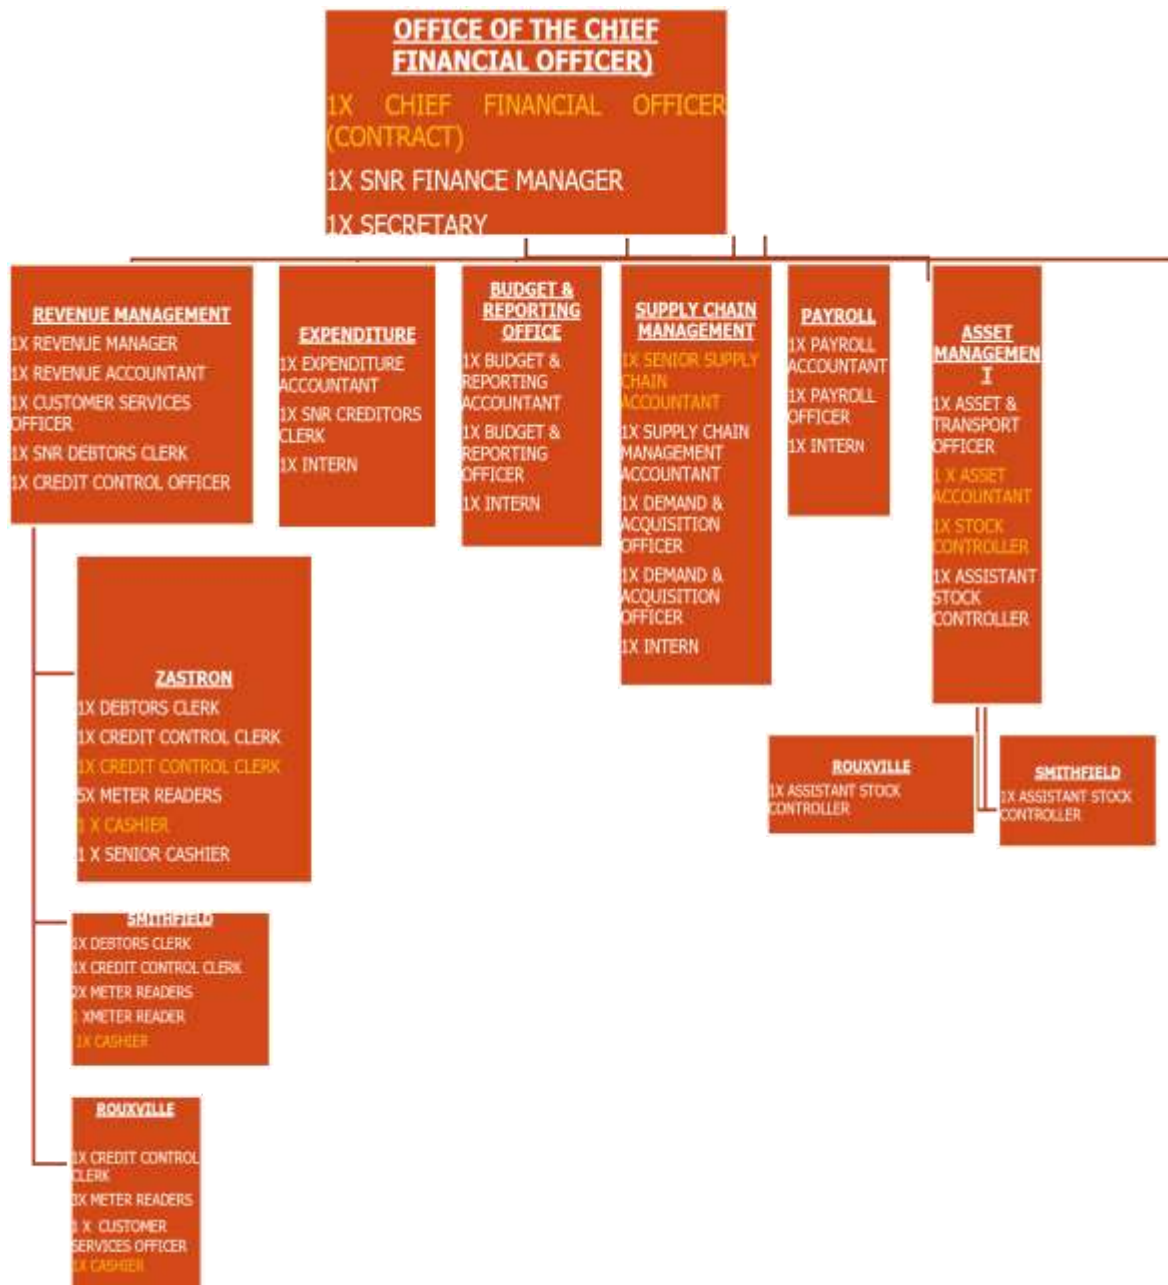 OFFICE OF THE CHIEF
FINANCIAL OFFICER)
1X CHIEF FINANCIAL OFFICER
(CONTRACT)
1X SNR FINANCE MANAGER
1X SECRETARY
REVENUE MANAGEMENT
1X REVENUE MANAGER
1X REVENUE ACCOUNTANT
1X CUSTOMER SERVICES
OFFICER
1X SNR DEBTORS CLERK
1X CREDIT CONTROL OFFICER
EXPENDITURE
1X EXPENDITURE
ACCOUNTANT
1X SNR CREDITORS
CLERK
1X INTERN
BUDGET &
REPORTING
OFFICE
1X BUDGET &
REPORTING
ACCOUNTANT
1X BUDGET &
REPORTING
OFFICER
1X INTERN
SUPPLY CHAIN
MANAGEMENT
1X SENIOR SUPPLY
CHAIN
ACCOUNTANT
1X SUPPLY CHAIN
MANAGEMENT
ACCOUNTANT
1X DEMAND &
ACQUISITION
OFFICER
1X DEMAND &
ACQUISITION
OFFICER
1X INTERN
PAYROLL
1X PAYROLL
ACCOUNTANT
1X PAYROLL
OFFICER
1X INTERN
ASSET
MANAGEMEN
T
1X ASSET &
TRANSPORT
OFFICER
1 X ASSET
ACCOUNTANT
1X STOCK
CONTROLLER
1X ASSISTANT
STOCK
CONTROLLER
ZASTRON
1X DEBTORS CLERK
1X CREDIT CONTROL CLERK
1X CREDIT CONTROL CLERK
5X METER READERS
1 X CASHIER
1 X SENIOR CASHIER
ROUXVILLE
1X ASSISTANT STOCK
CONTROLLER
SMITHFIELD
1X ASSISTANT STOCK
CONTROLLER
SMITHFIELD
1X DEBTORS CLERK
1X CREDIT CONTROL CLERK
2X METER READERS
1 XMETER READER
1X CASHIER
ROUXVILLE
1X CREDIT CONTROL
CLERK
3X METER READERS
1 X CUSTOMER
SERVICES OFFICER
1X CASHIER